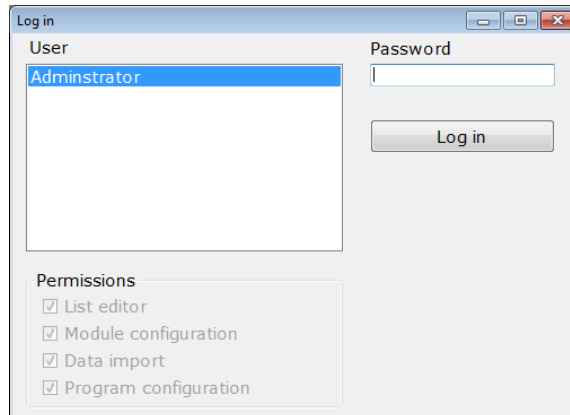 Log in
User
Adminstrator
Password
Log in
Permissions
List editor
Module configuration
Data import
Program configuration